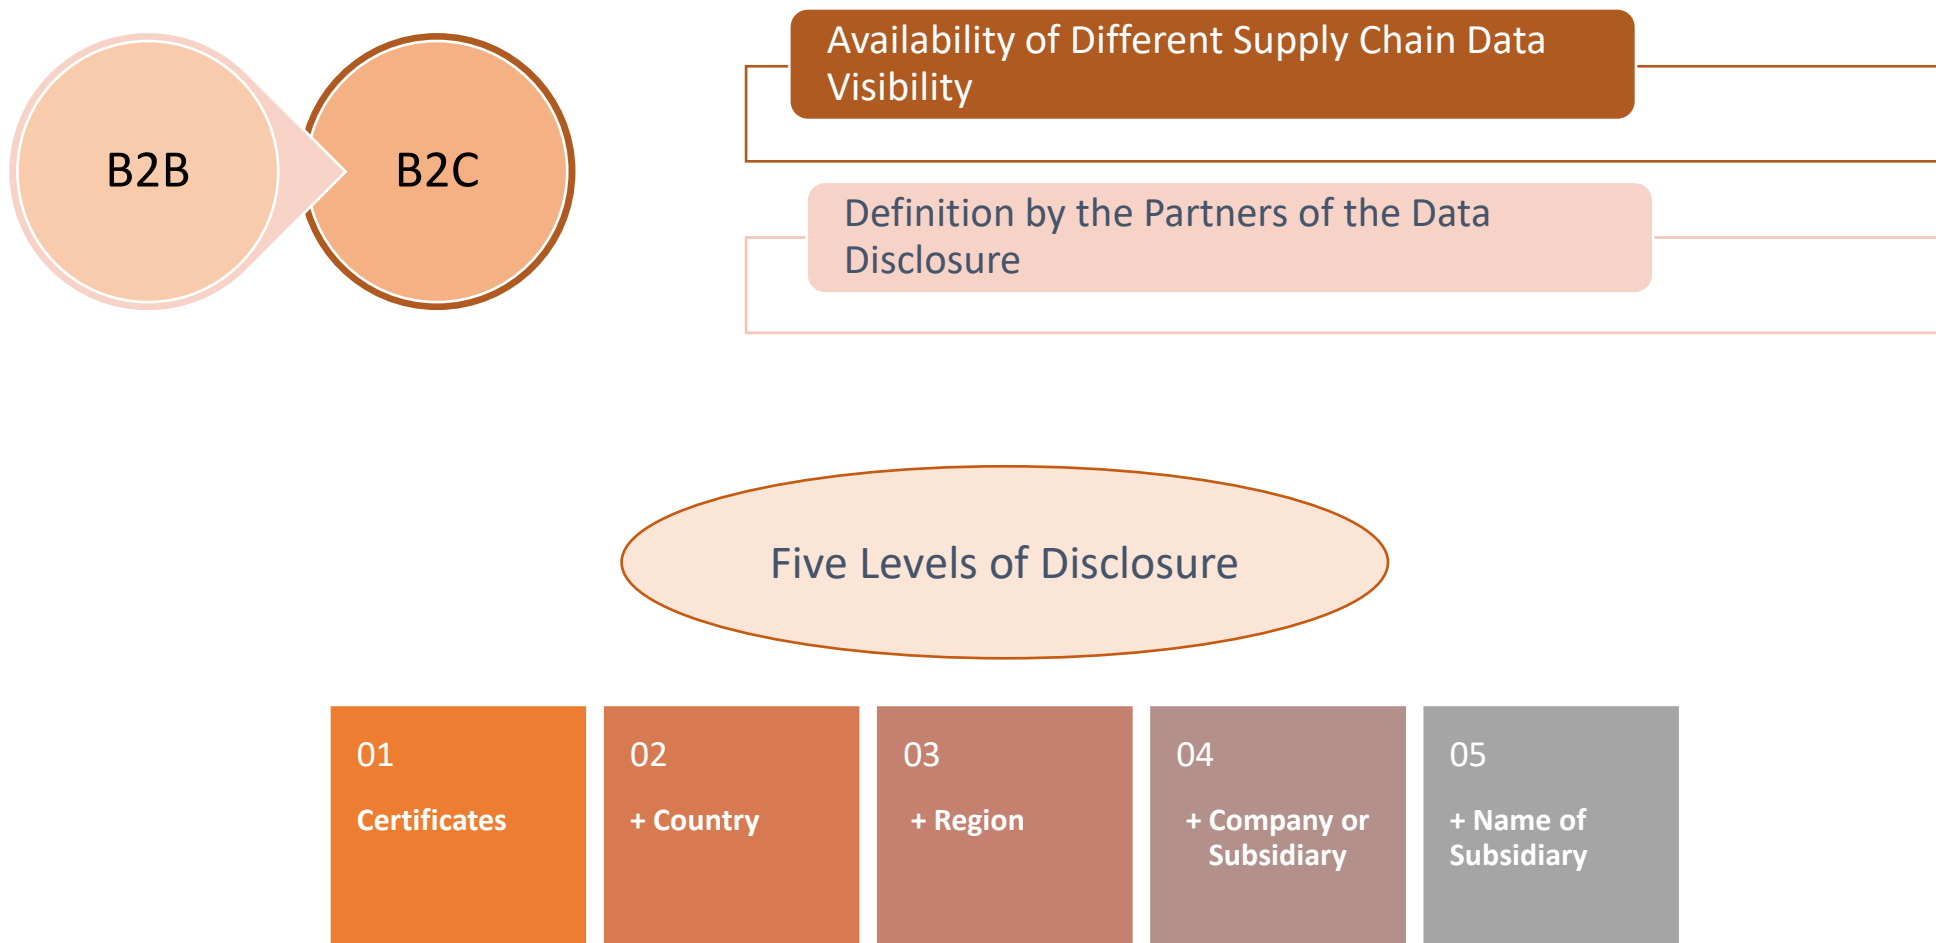 B2B
B2C
Availability of Different Supply Chain Data
Visibility
Definition by the Partners of the Data
Disclosure
Five Levels of Disclosure
01
Certificates
02
+ Country
03
+ Region
04
+ Company or
Subsidiary
05
+ Name of
Subsidiary